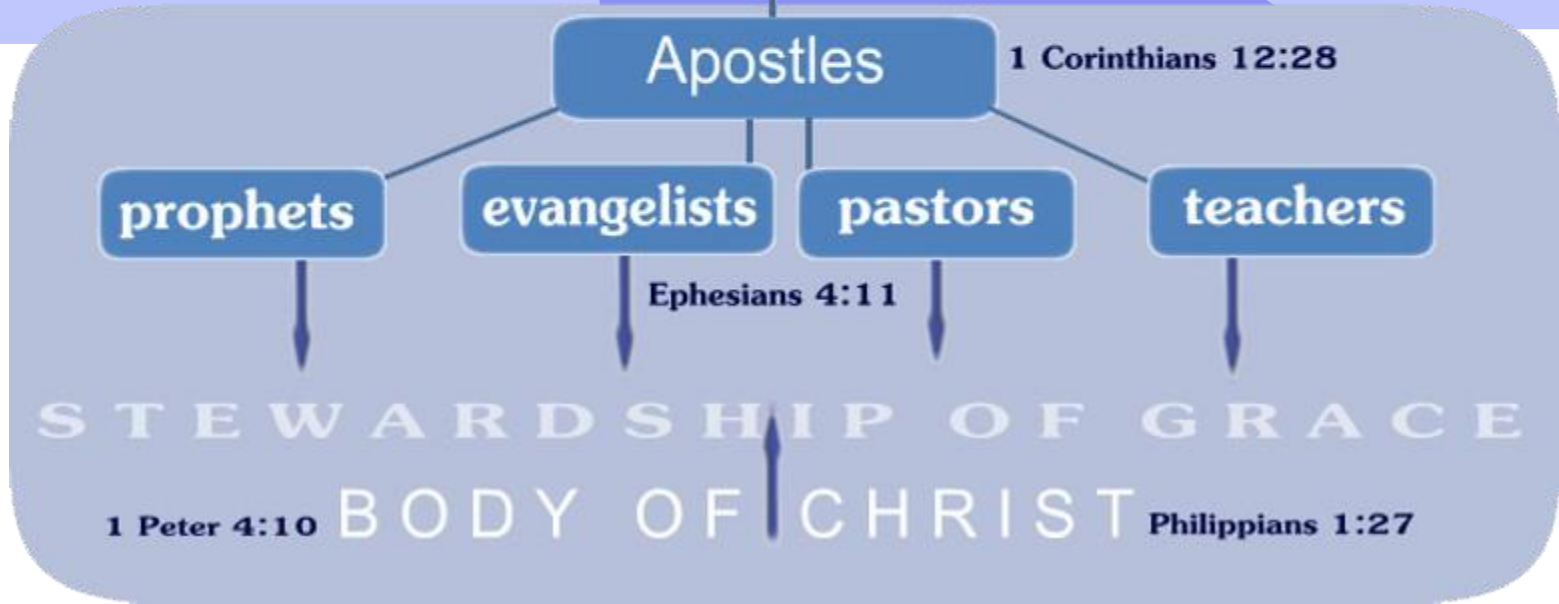 Apostles 1 Corinthians 12:28
prophets evangelists pastors teachers
Ephesians 4:11
STEWARDSHIP OF GRACE
1 Peter 4:10 BODY OF CHRIST Philippians 1:27